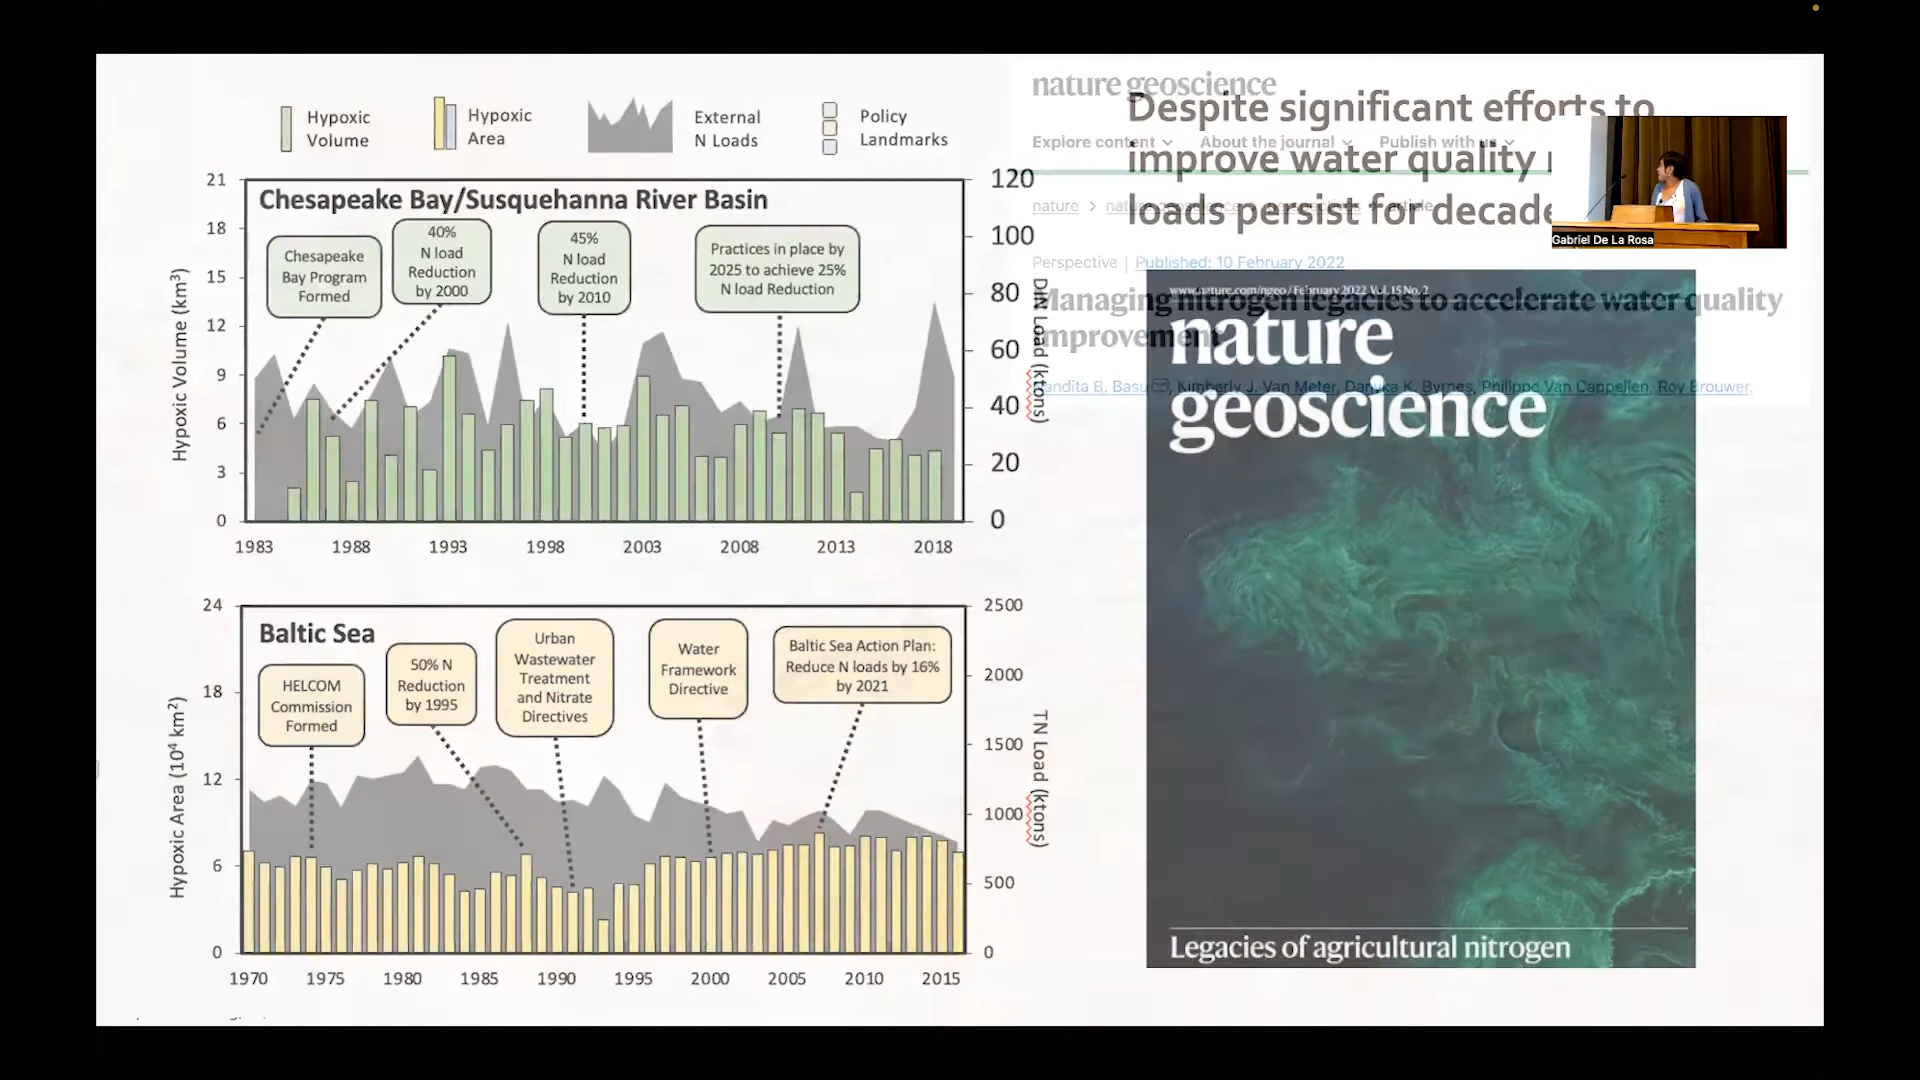 Hypoxic
Volume
Hypoxic
Area
External
N Loads
Policy
Landmarks
21
18
15
12
9
6
3
0
Hypoxic Volume (km³)
Chesapeake Bay/Susquehanna River Basin
Chesapeake
Bay Program
Formed
40%
N load
Reduction
by 2000
45%
N load
Reduction
by 2010
Practices in place by
2025 to achieve 25%
N load Reduction
120
100
80
60
40
20
0
DIN Load (ktons)
1983 1988 1993 1998 2003 2008 2013 2018
24
18
12
6
0
Hypoxic Area (10⁴ km²)
Baltic Sea
HELCOM
Commission
Formed
50% N
Reduction
by 1995
Urban
Wastewater
Treatment
and Nitrate
Directives
Water
Framework
Directive
Baltic Sea Action Plan:
Reduce N loads by 16%
by 2021
2500
2000
1500
1000
500
0
TN Load (ktons)
1970 1975 1980 1985 1990 1995 2000 2005 2010 2015
nature geoscience
Despite significant efforts to
Explore content About the journal Publish with us
improve water quality
nature > article
loads persist for
Gabriel De La Rosa
Perspective | Published: 10 February 2022
www.nature.com/ngeo / February 2022 Vol. 15 No. 2
Managing nitrogen legacies to accelerate water quality
improvement
B. Basu, Kimberly J. Van Meter, Danyka K. Byrnes, Philippe Van Cappellen, Roy Brouwer,
nature
geoscience
Legacies of agricultural nitrogen